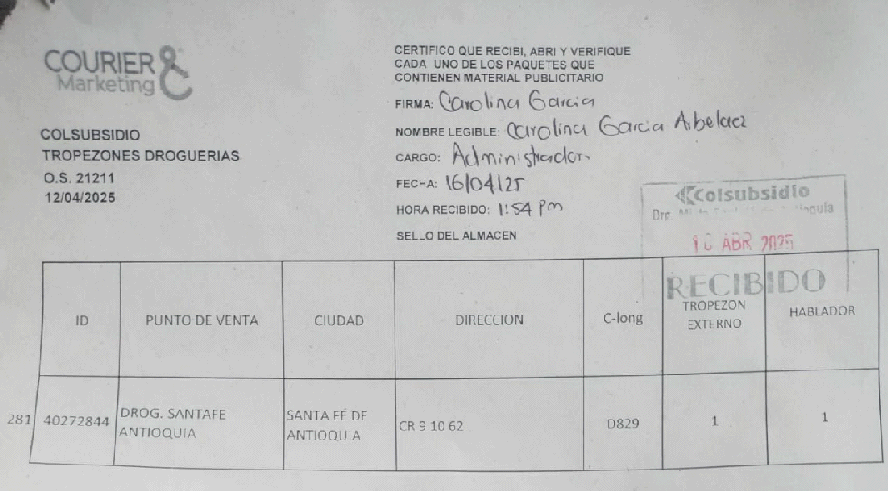 COURIER
Marketing
COLSUBSIDIO
TROPEZONES DROGUERIAS
O.S. 21211
12/04/2025
CERTIFICO QUE RECIBI, ABRI Y VERIFIQUE
CADA UNO DE LOS PAQUETES QUE
CONTIENEN MATERIAL PUBLICITARIO
FIRMA: Carolina Garcia
NOMBRE LEGIBLE: Carolina Garcia Abelaez
CARGO: Administrador.
FECHA: 16/04/25
HORA RECIBIDO: 1:54 Pm
SELLO DEL ALMACEN
Colsubsidio
ABR 2025
RECIBIDO
ID PUNTO DE VENTA CIUDAD DIRECCION C-long TROPEZON EXTERNO HABLADOR
281 40272844 DROG. SANTAFE ANTIOQUIA SANTA FÉ DE ANTIOQUIA CR 9 10 62 D829 1 1